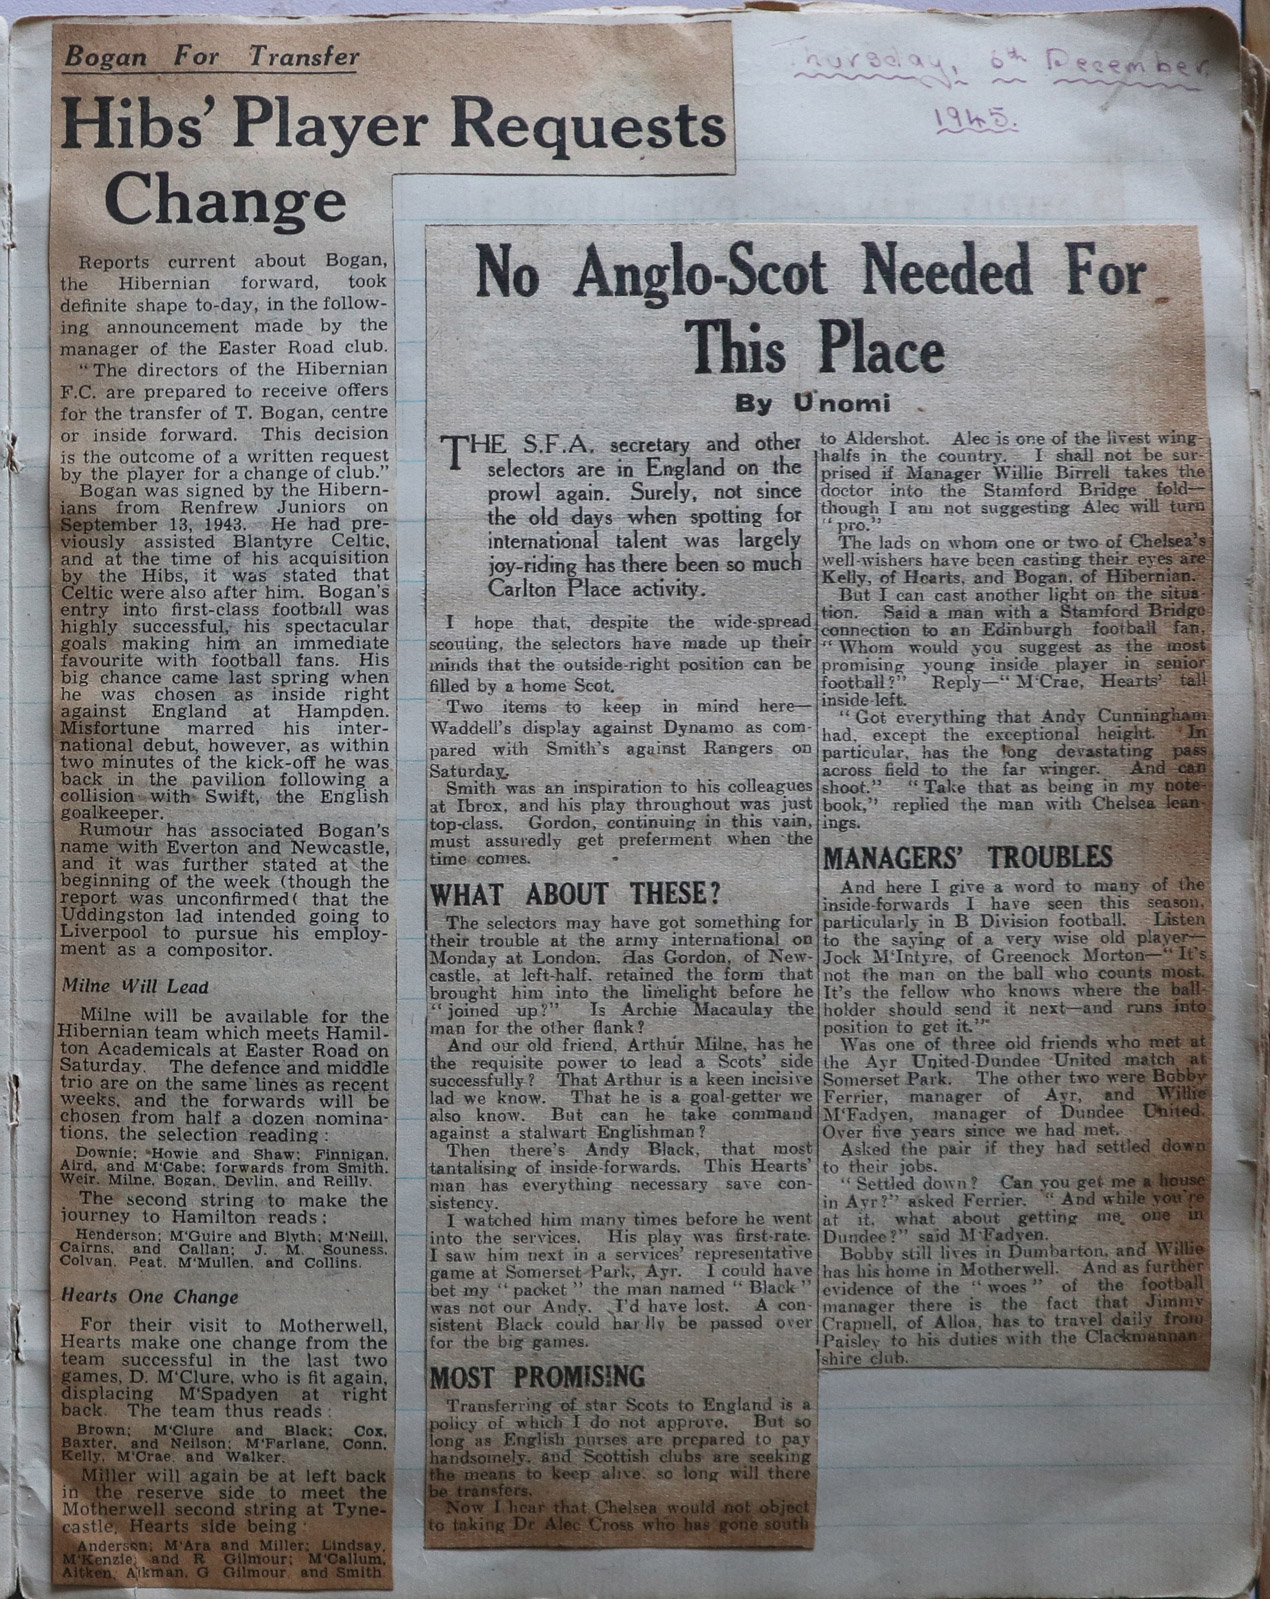 Thursday, 6th December,
1945.
Bogan For Transfer
Hibs' Player Requests
Change
Reports current about Bogan,
the Hibernian forward, took
definite shape to-day, in the follow-
ing announcement made by the
manager of the Easter Road club.
"The directors of the Hibernian
F.C. are prepared to receive offers
for the transfer of T. Bogan, centre
or inside forward. This decision
is the outcome of a written request
by the player for a change of club."
Bogan was signed by the Hibern-
ians from Renfrew Juniors on
September 13, 1943. He had pre-
viously assisted Blantyre Celtic,
and at the time of his acquisition
by the Hibs, it was stated that
Celtic were also after him. Bogan's
entry into first-class football was
highly successful, his spectacular
goals making him an immediate
favourite with football fans. His
big chance came last spring when
he was chosen as inside right
against England at Hampden.
Misfortune marred his inter-
national debut, however, as within
two minutes of the kick-off he was
back in the pavilion following a
collision with Swift, the English
goalkeeper.
Rumour has associated Bogan's
name with Everton and Newcastle,
and it was further stated at the
beginning of the week (though the
report was unconfirmed( that the
Uddingston lad intended going to
Liverpool to pursue his employ-
ment as a compositor.
Milne Will Lead
Milne will be available for the
Hibernian team which meets Hamil-
ton Academicals at Easter Road on
Saturday. The defence and middle
trio are on the same lines as recent
weeks, and the forwards will be
chosen from half a dozen nomina-
tions, the selection reading:
Downie; Howie and Shaw; Finnigan,
Aird, and M'Cabe; forwards from Smith,
Weir, Milne, Bogan, Devlin, and Reilly.
The second string to make the
journey to Hamilton reads:
Henderson; M'Guire and Blyth; M'Neill,
Cairns, and Callan; J. M. Souness,
Colvan, Peat, M'Mullen, and Collins.
Hearts One Change
For their visit to Motherwell,
Hearts make one change from the
team successful in the last two
games, D. M'Clure, who is fit again,
displacing M'Spadyen at right
back. The team thus reads:
Brown; M'Clure and Black; Cox,
Baxter, and Neilson; M'Farlane, Conn,
Kelly, M'Crae, and Walker.
Miller will again be at left back
in the reserve side to meet the
Motherwell second string at Tyne-
castle, Hearts side being:
Anderson; M'Ara and Miller; Lindsay,
M'Kenzie, and R Gilmour; M'Callum,
Aitken, Alkman, G Gilmour, and Smith
No Anglo-Scot Needed For
This Place
By Unomi
THE S.F.A. secretary and other
selectors are in England on the
prowl again. Surely, not since
the old days when spotting for
international talent was largely
joy-riding has there been so much
Carlton Place activity.
I hope that, despite the wide-spread
scouting, the selectors have made up their
minds that the outside-right position can be
filled by a home Scot.
Two items to keep in mind here—
Waddell's display against Dynamo as com-
pared with Smith's against Rangers on
Saturday.
Smith was an inspiration to his colleagues
at Ibrox, and his play throughout was just
top-class. Gordon, continuing in this vain,
must assuredly get preferment when the
time comes.
WHAT ABOUT THESE?
The selectors may have got something for
their trouble at the army international on
Monday at London. Has Gordon, of New-
castle, at left-half, retained the form that
brought him into the limelight before he
"joined up?" Is Archie Macaulay the
man for the other flank?
And our old friend, Arthur Milne, has he
the requisite power to lead a Scots' side
successfully? That Arthur is a keen incisive
lad we know. That he is a goal-getter we
also know. But can he take command
against a stalwart Englishman?
Then there's Andy Black, that most
tantalising of inside-forwards. This Hearts'
man has everything necessary save con-
sistency.
I watched him many times before he went
into the services. His play was first-rate.
I saw him next in a services' representative
game at Somerset Park, Ayr. I could have
bet my "packet" the man named "Black"
was not our Andy. I'd have lost. A con-
sistent Black could hardly be passed over
for the big games.
MOST PROMISING
Transferring of star Scots to England is a
policy of which I do not approve. But so
long as English purses are prepared to pay
handsomely, and Scottish clubs are seeking
the means to keep alive, so long will there
be transfers.
Now I hear that Chelsea would not object
to taking Dr Alec Cross who has gone south
to Aldershot. Alec is one of the livest wing-
halfs in the country. I shall not be sur-
prised if Manager Willie Birrell takes the
doctor into the Stamford Bridge fold—
though I am not suggesting Alec will turn
"pro."
The lads on whom one or two of Chelsea's
well-wishers have been casting their eyes are
Kelly, of Hearts, and Bogan, of Hibernian.
But I can cast another light on the situa-
tion. Said a man with a Stamford Bridge
connection to an Edinburgh football fan,
"Whom would you suggest as the most
promising young inside player in senior
football?" Reply—"M'Crae, Hearts' tall
inside-left.
"Got everything that Andy Cunningham
had, except the exceptional height. In
particular, has the long devastating pass
across field to the far winger. And can
shoot." "Take that as being in my note-
book," replied the man with Chelsea lean-
ings.
MANAGERS' TROUBLES
And here I give a word to many of the
inside-forwards I have seen this season,
particularly in B Division football. Listen
to the saying of a very wise old player—
Jock M'Intyre, of Greenock Morton—"It's
not the man on the ball who counts most.
It's the fellow who knows where the ball-
holder should send it next—and runs into
position to get it."
Was one of three old friends who met at
the Ayr United-Dundee United match at
Somerset Park. The other two were Bobby
Ferrier, manager of Ayr, and Willie
M'Fadyen, manager of Dundee United.
Over five years since we had met.
Asked the pair if they had settled down
to their jobs.
"Settled down? Can you get me a house
in Ayr?" asked Ferrier. "And while you're
at it, what about getting me one in
Dundee?" said M'Fadyen.
Bobby still lives in Dumbarton, and Willie
has his home in Motherwell. And as further
evidence of the "woes" of the football
manager there is the fact that Jimmy
Crapnell, of Alloa, has to travel daily from
Paisley to his duties with the Clackmannan-
shire club.